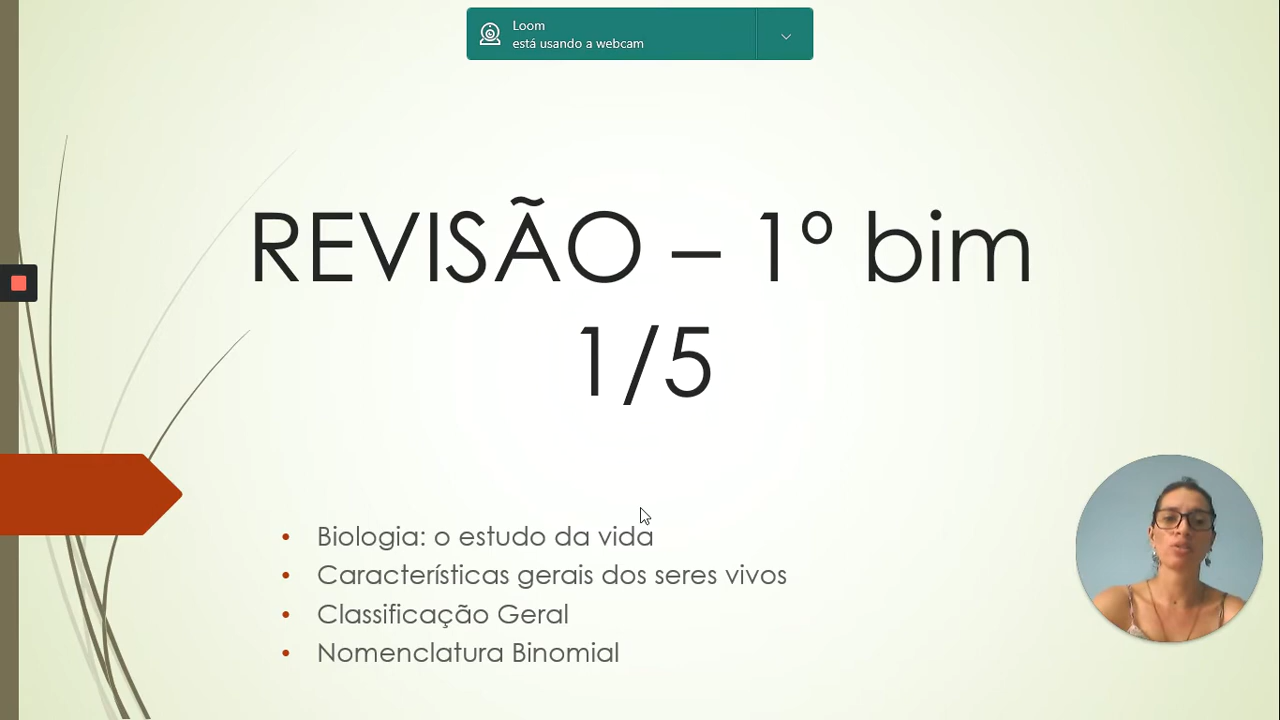 Loom
está usando a webcam
REVISÃO – 1º bim
1/5
• Biologia: o estudo da vida
• Características gerais dos seres vivos
• Classificação Geral
• Nomenclatura Binomial